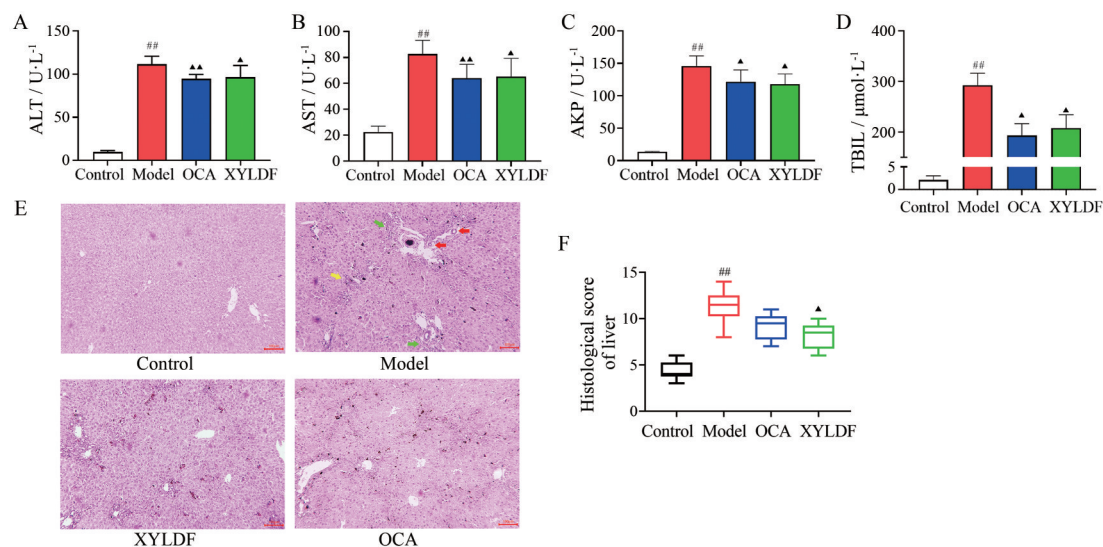 A
ALT / U·L⁻¹
150
100
50
0
##
▲▲
▲
Control Model OCA XYLDF
B
AST / U·L⁻¹
100
80
60
40
20
0
##
▲▲
▲
Control Model OCA XYLDF
C
AKP / U·L⁻¹
200
150
100
50
0
##
▲
▲
Control Model OCA XYLDF
D
TBIL / μmol·L⁻¹
400
300
200
5
0
##
▲
▲
Control Model OCA XYLDF
E
Control
Model
XYLDF
OCA
F
Histological score
of liver
15
10
5
0
##
▲
Control Model OCA XYLDF